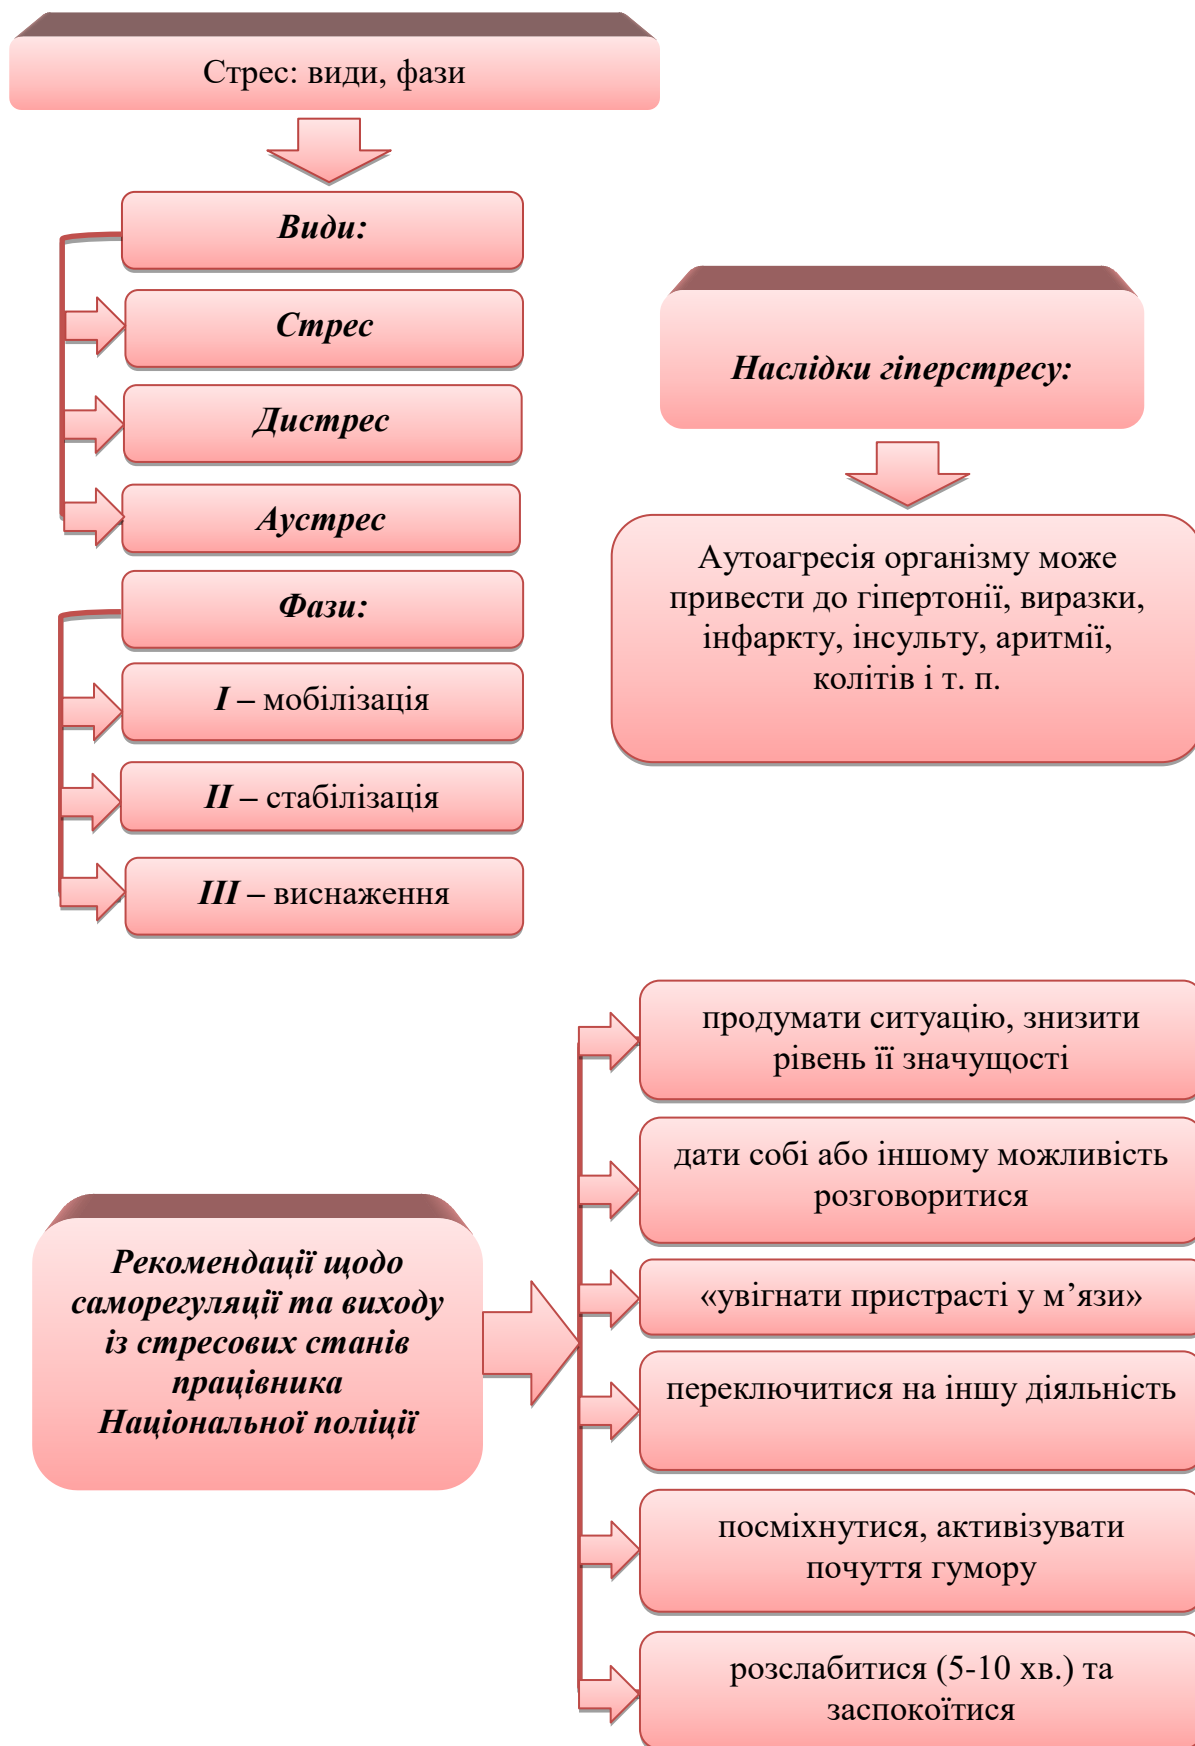 Стрес: види, фази
Види:
Стрес
Дистрес
Аустрес
Фази:
I – мобілізація
II – стабілізація
III – виснаження
Наслідки гіперстресу:
Аутоагресія організму може
привести до гіпертонії, виразки,
інфаркту, інсульту, аритмії,
колітів і т. п.
Рекомендації щодо
саморегуляції та виходу
із стресових станів
працівника
Національної поліції
продумати ситуацію, знизити
рівень її значущості
дати собі або іншому можливість
розговоритися
«увігнати пристрасті у м’язи»
переключитися на іншу діяльність
посміхнутися, активізувати
почуття гумору
розслабитися (5-10 хв.) та
заспокоїтися